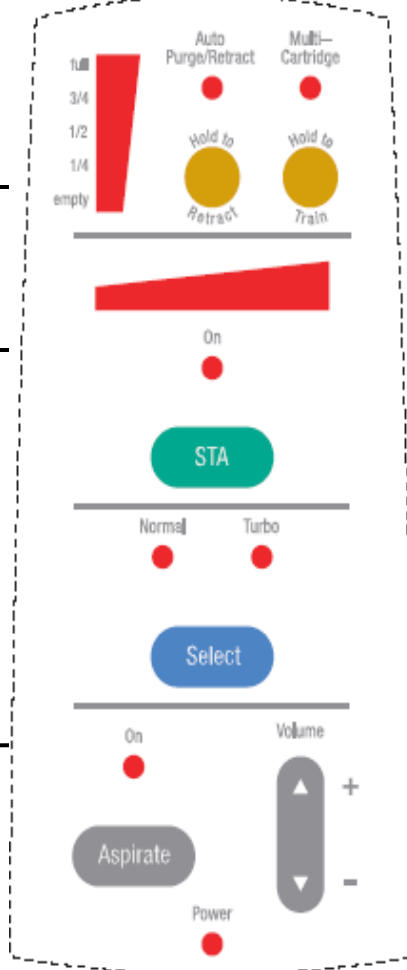 Auto
Purge/Retract
Multi—
Cartridge
full
3/4
1/2
1/4
empty
Hold to
Retract
Hold to
Train
On
STA
Normal
Turbo
Select
On
Volume
+
Aspirate
-
Power